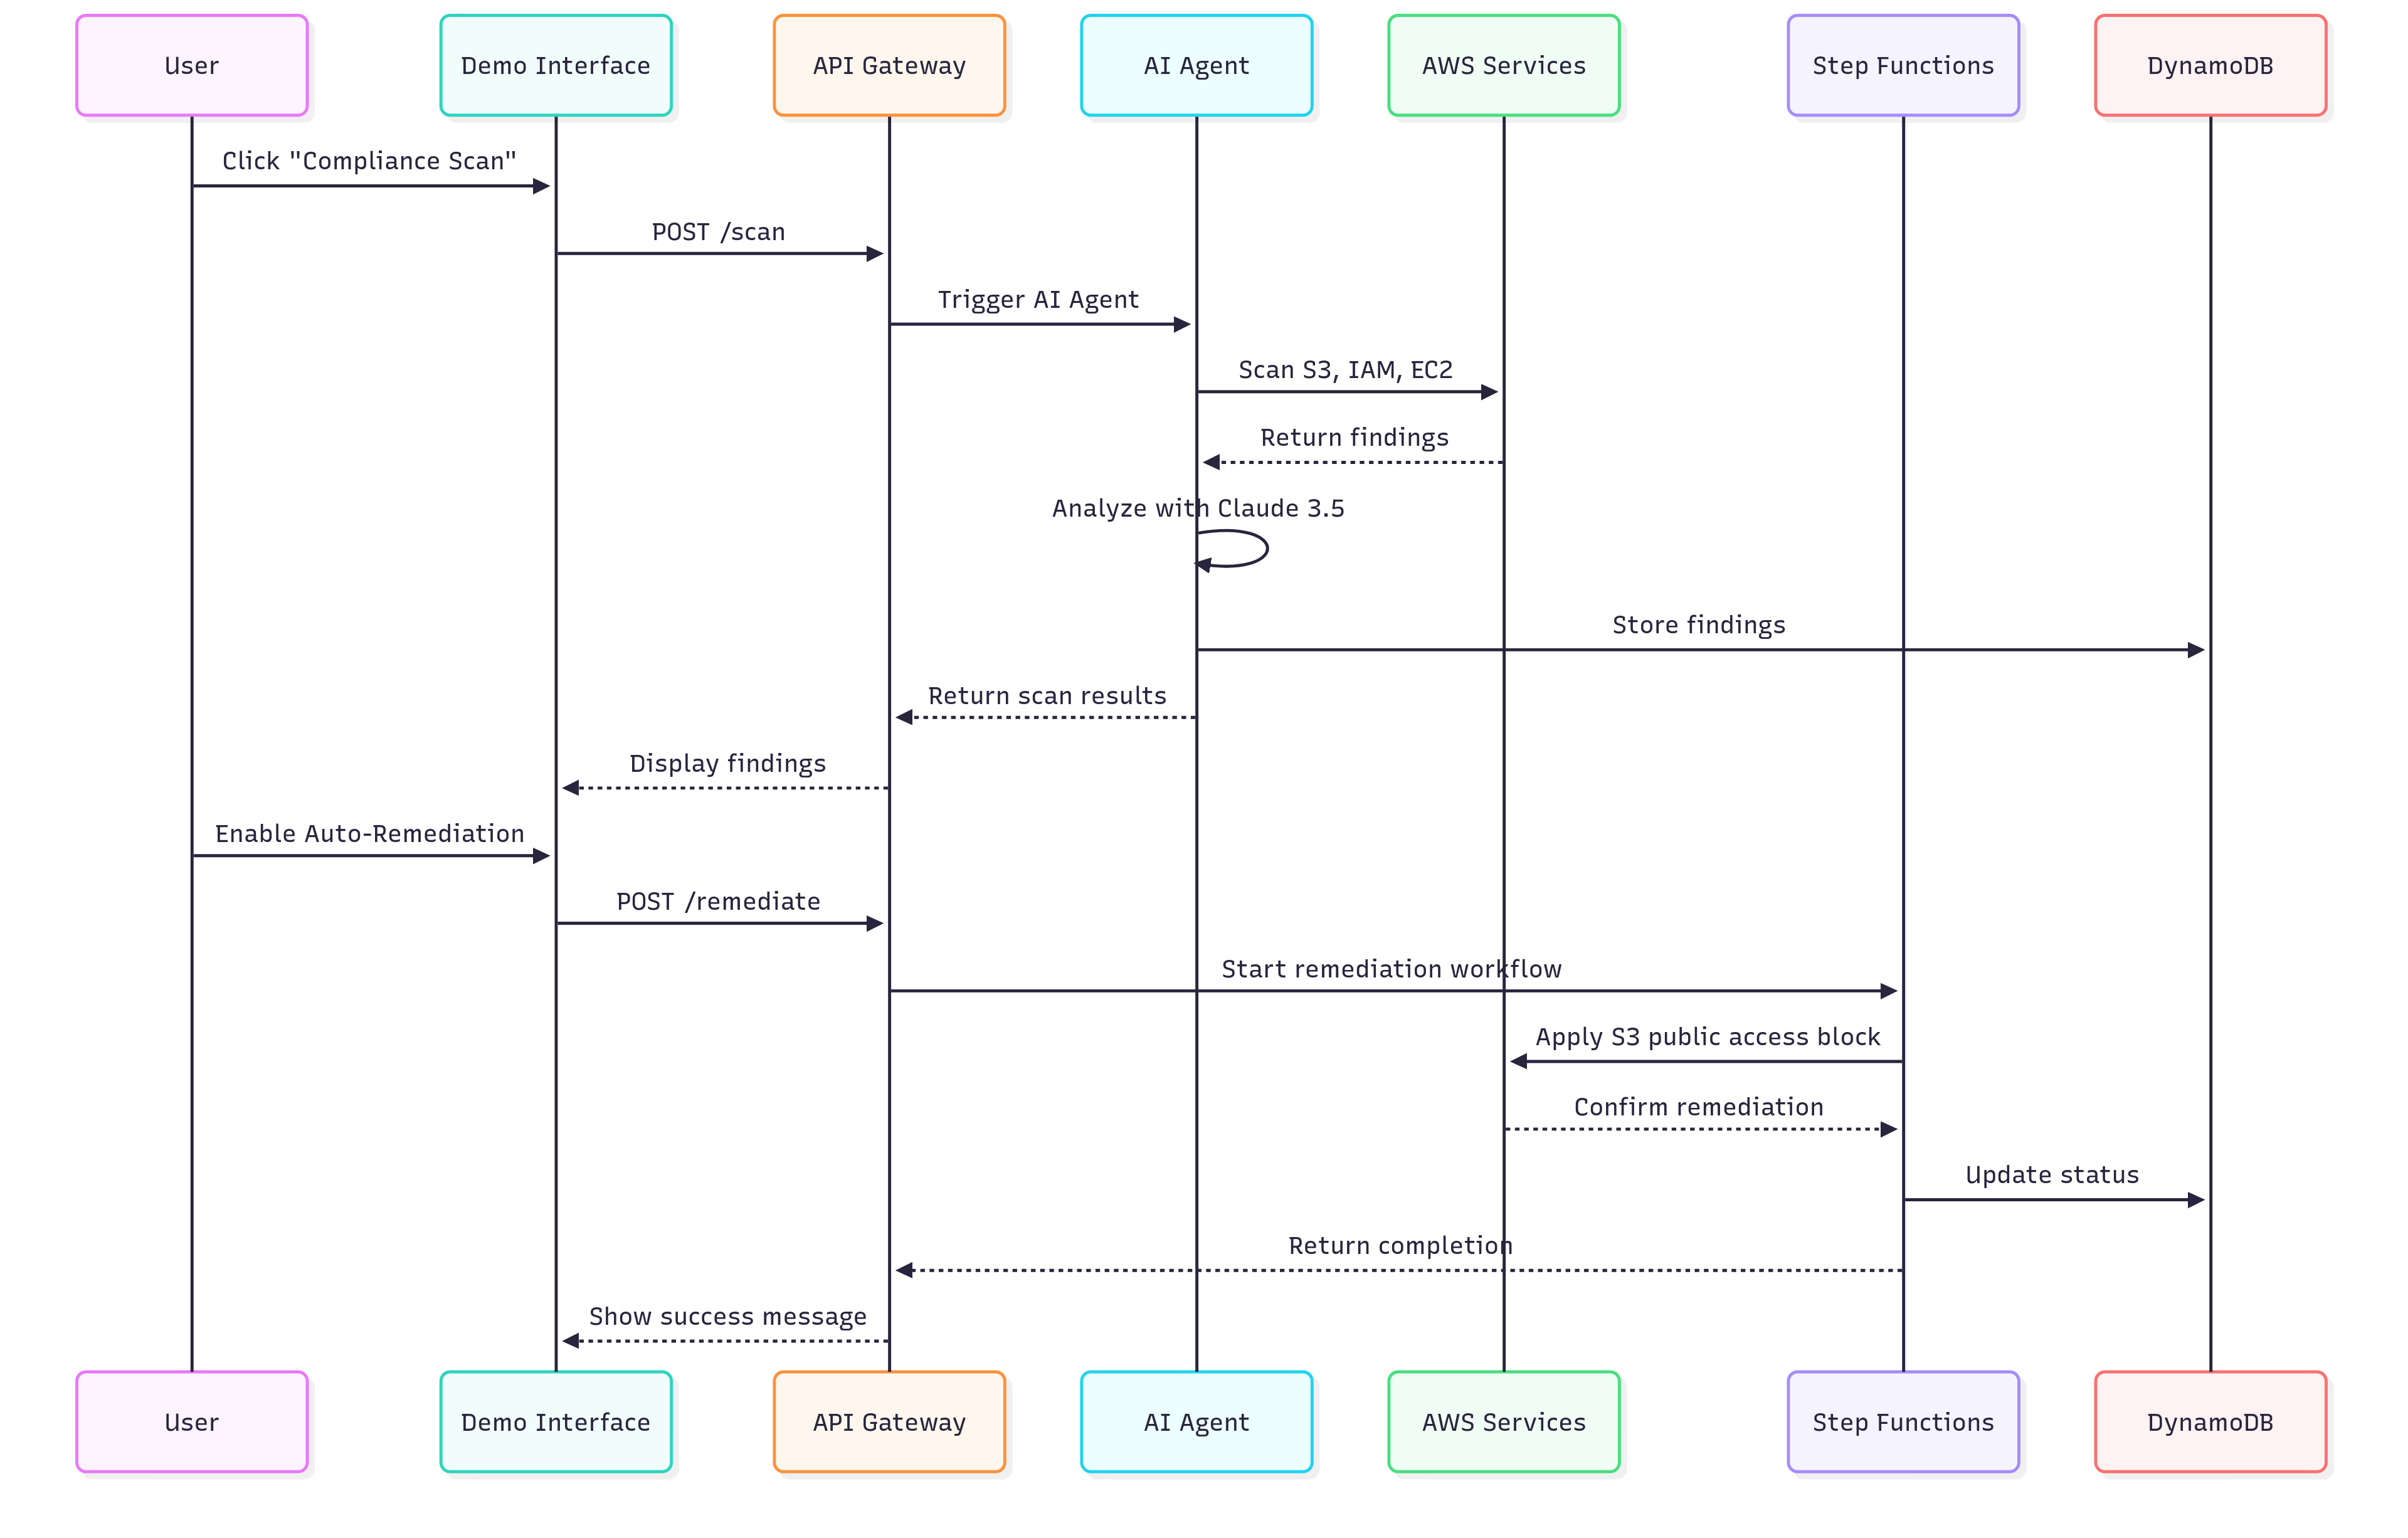 User
Demo Interface
API Gateway
AI Agent
AWS Services
Step Functions
DynamoDB
Click "Compliance Scan"
POST /scan
Trigger AI Agent
Scan S3, IAM, EC2
Return findings
Analyze with Claude 3.5
Store findings
Return scan results
Display findings
Enable Auto-Remediation
POST /remediate
Start remediation workflow
Apply S3 public access block
Confirm remediation
Update status
Return completion
Show success message
User
Demo Interface
API Gateway
AI Agent
AWS Services
Step Functions
DynamoDB